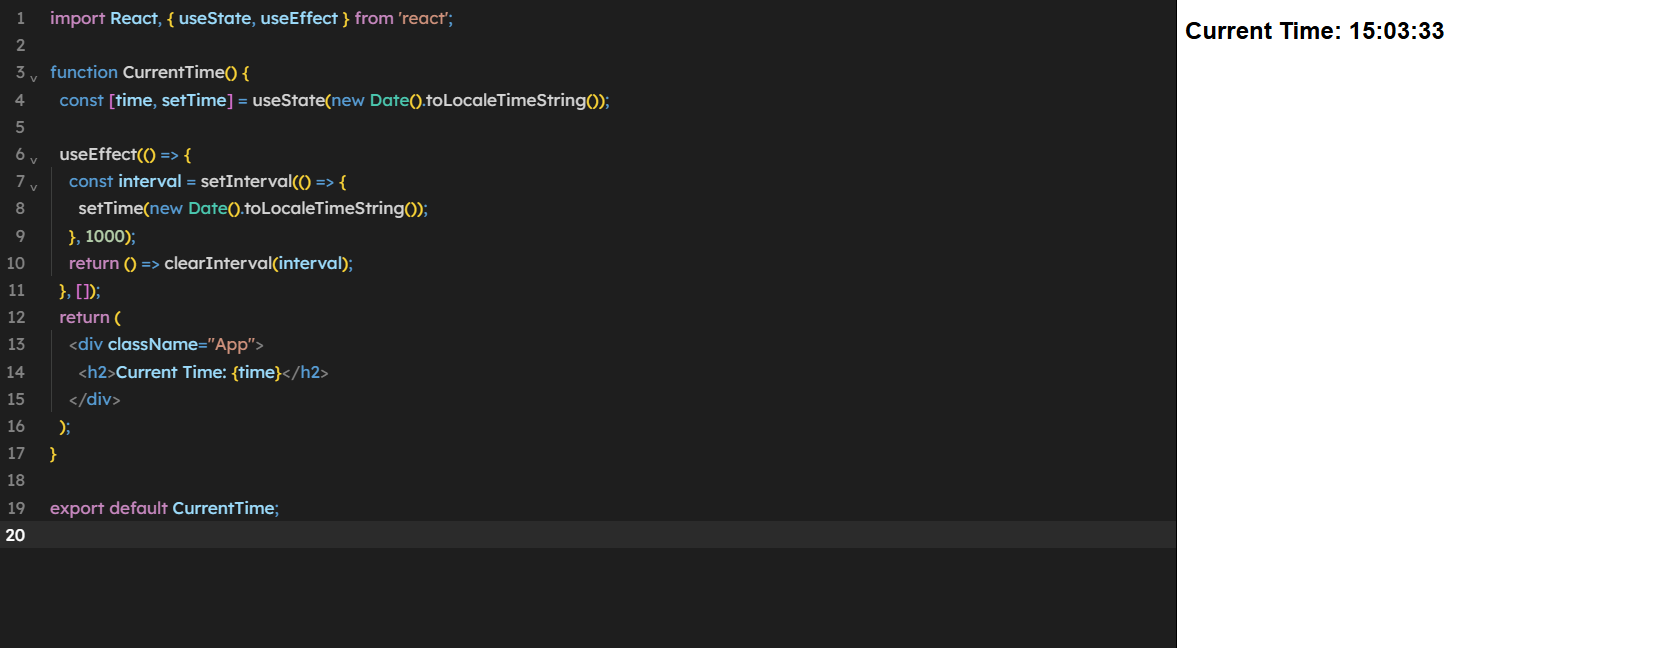 1 import React, { useState, useEffect } from 'react';
2
3 function CurrentTime() {
4 const [time, setTime] = useState(new Date().toLocaleTimeString());
5
6 useEffect(() => {
7 const interval = setInterval(() => {
8 setTime(new Date().toLocaleTimeString());
9 }, 1000);
10 return () => clearInterval(interval);
11 }, []);
12 return (
13 <div className="App">
14 <h2>Current Time: {time}</h2>
15 </div>
16 );
17 }
18
19 export default CurrentTime;
20
Current Time: 15:03:33